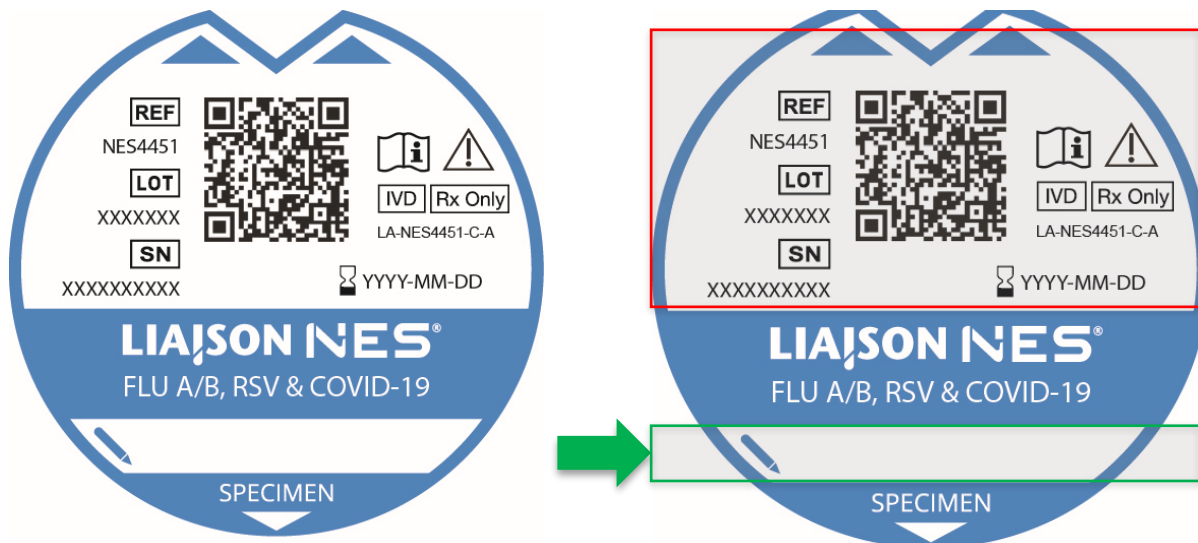 REF
NES4451
LOT
XXXXXXX
SN
XXXXXXXXXX
IVD Rx Only
LA-NES4451-C-A
YYYY-MM-DD
LIAISON NES®
FLU A/B, RSV & COVID-19
SPECIMEN
REF
NES4451
LOT
XXXXXXX
SN
XXXXXXXXXX
IVD Rx Only
LA-NES4451-C-A
YYYY-MM-DD
LIAISON NES®
FLU A/B, RSV & COVID-19
SPECIMEN